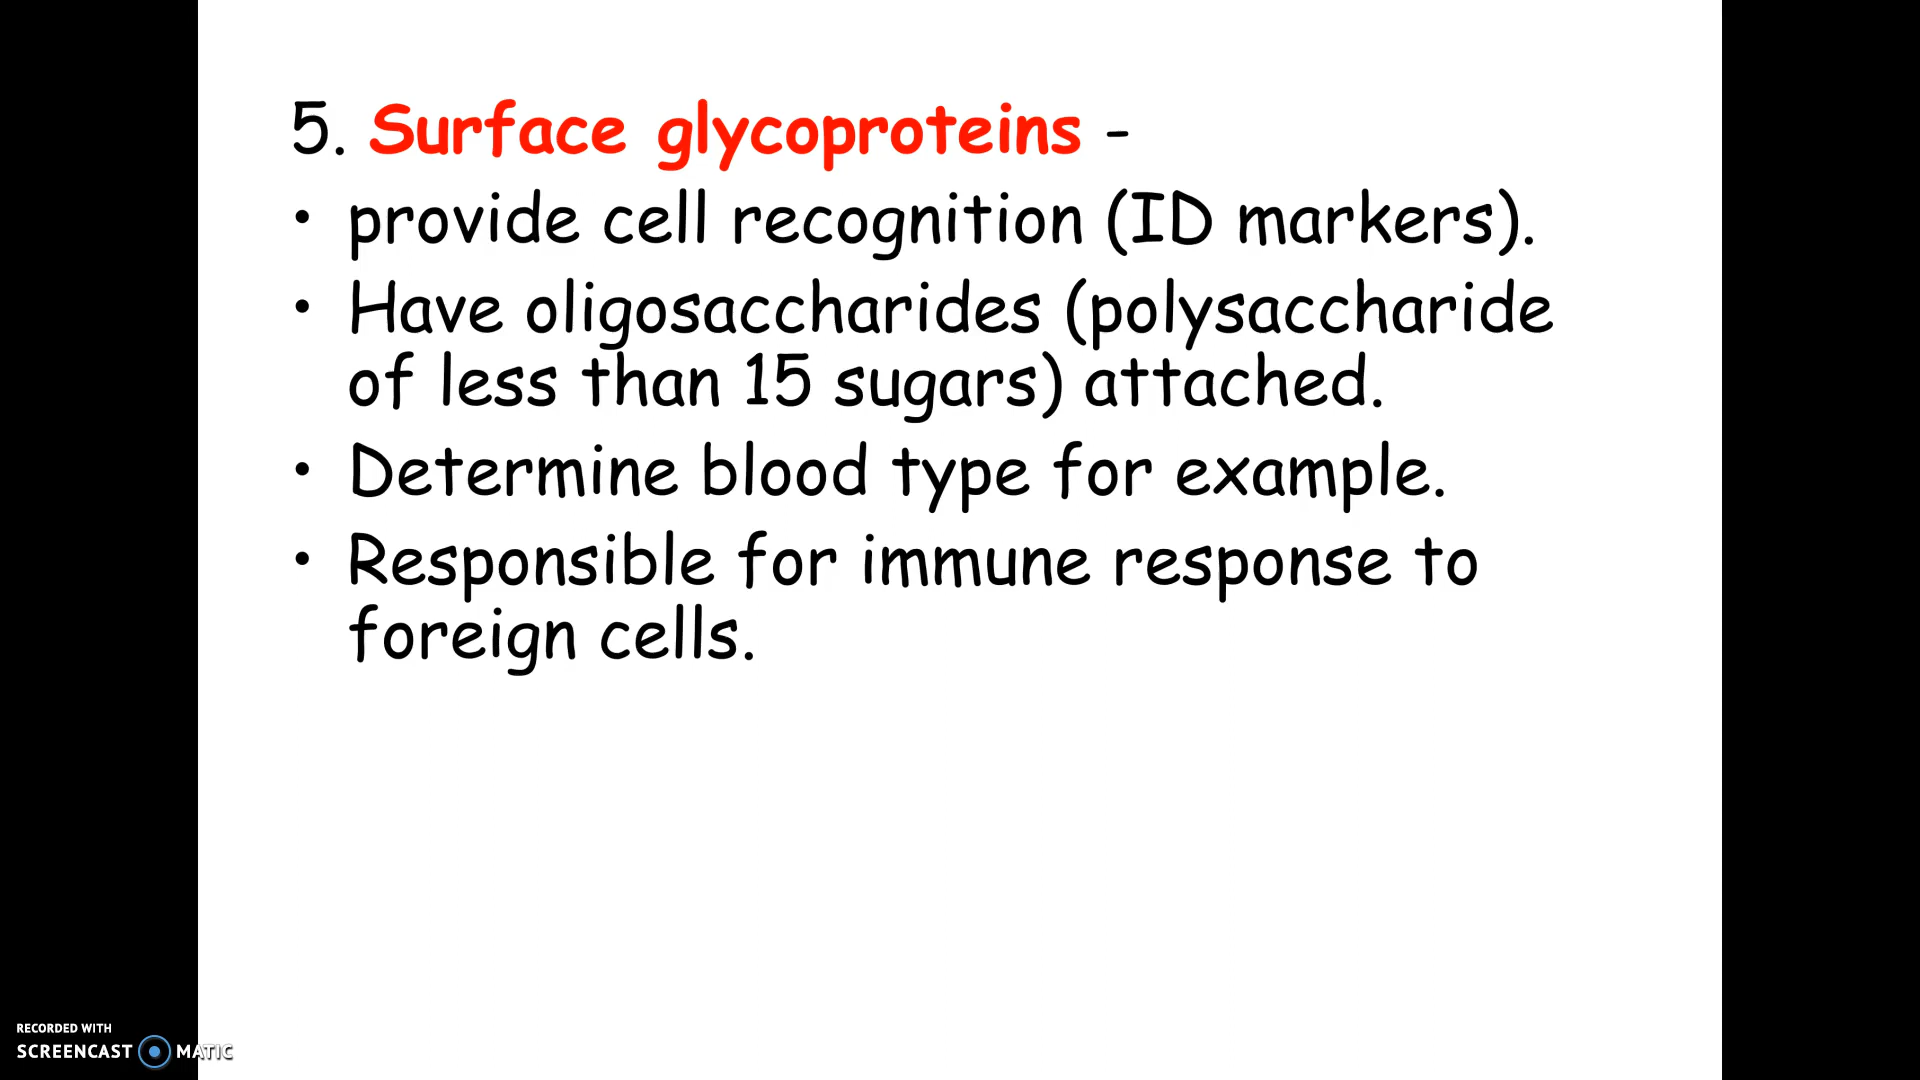 5. Surface glycoproteins -
• provide cell recognition (ID markers).
• Have oligosaccharides (polysaccharide
of less than 15 sugars) attached.
• Determine blood type for example.
• Responsible for immune response to
foreign cells.
RECORDED WITH
SCREENCAST MATIC